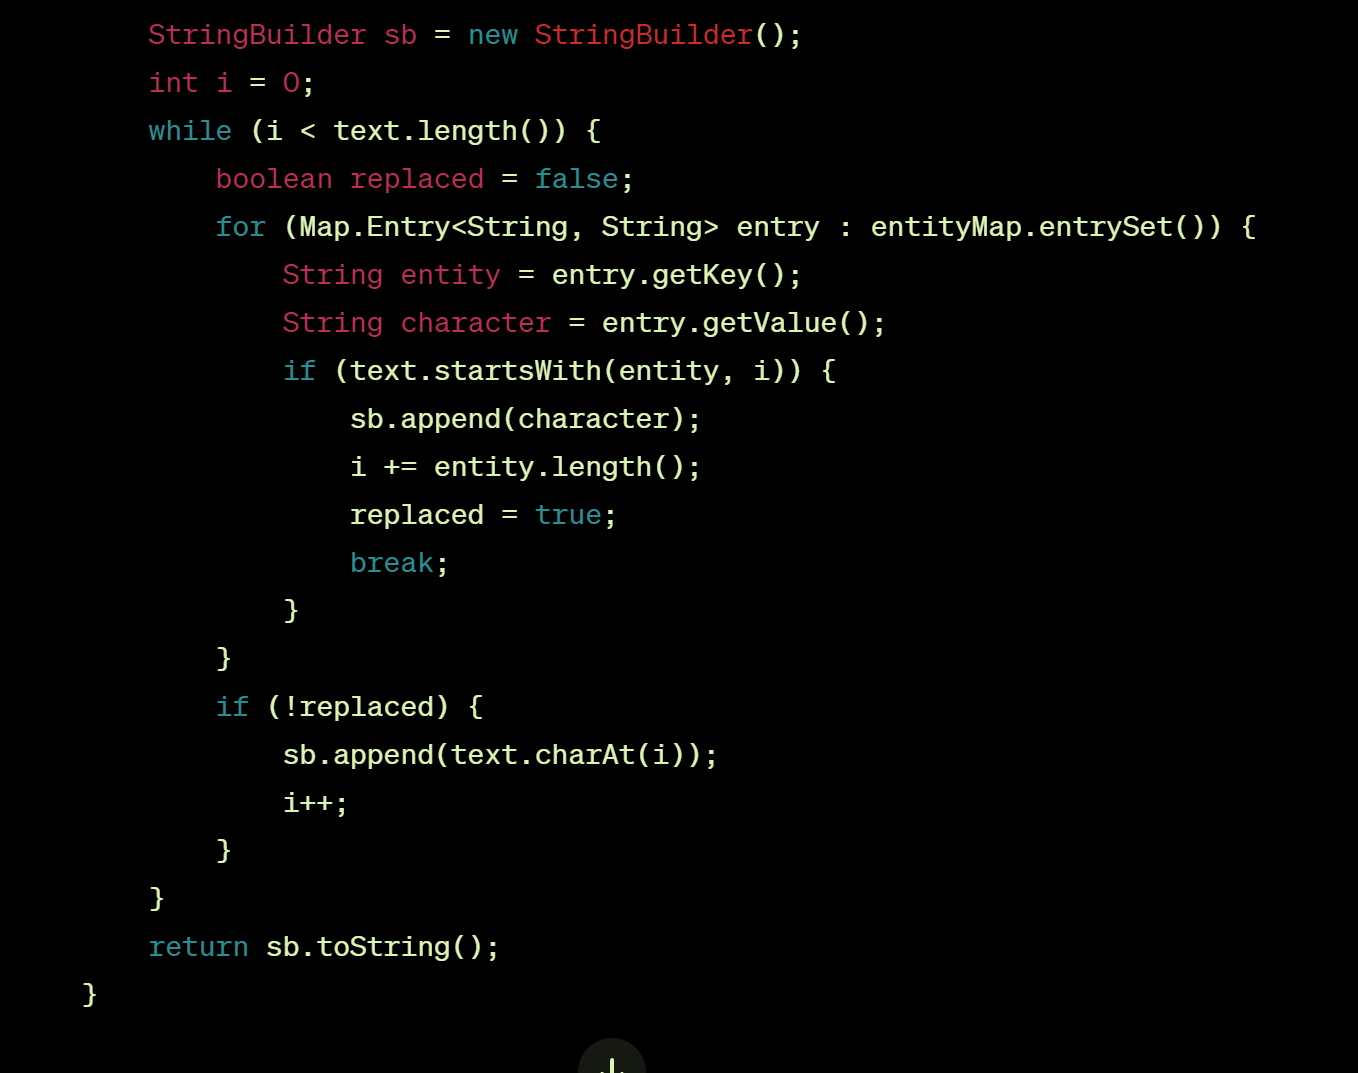 StringBuilder sb = new StringBuilder();
int i = 0;
while (i < text.length()) {
boolean replaced = false;
for (Map.Entry<String, String> entry : entityMap.entrySet()) {
String entity = entry.getKey();
String character = entry.getValue();
if (text.startsWith(entity, i)) {
sb.append(character);
i += entity.length();
replaced = true;
break;
}
}
if (!replaced) {
sb.append(text.charAt(i));
i++;
}
}
return sb.toString();
}